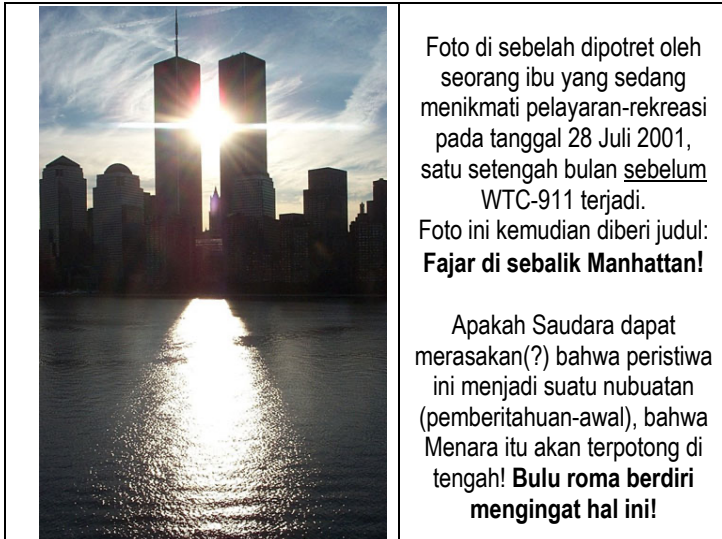 Foto di sebelah dipotret oleh
seorang ibu yang sedang
menikmati pelayaran-rekreasi
pada tanggal 28 Juli 2001,
satu setengah bulan sebelum
WTC-911 terjadi.
Foto ini kemudian diberi judul:
Fajar di sebalik Manhattan!
Apakah Saudara dapat
merasakan(?) bahwa peristiwa
ini menjadi suatu nubuatan
(pemberitahuan-awal), bahwa
Menara itu akan terpotong di
tengah! Bulu roma berdiri
mengingat hal ini!